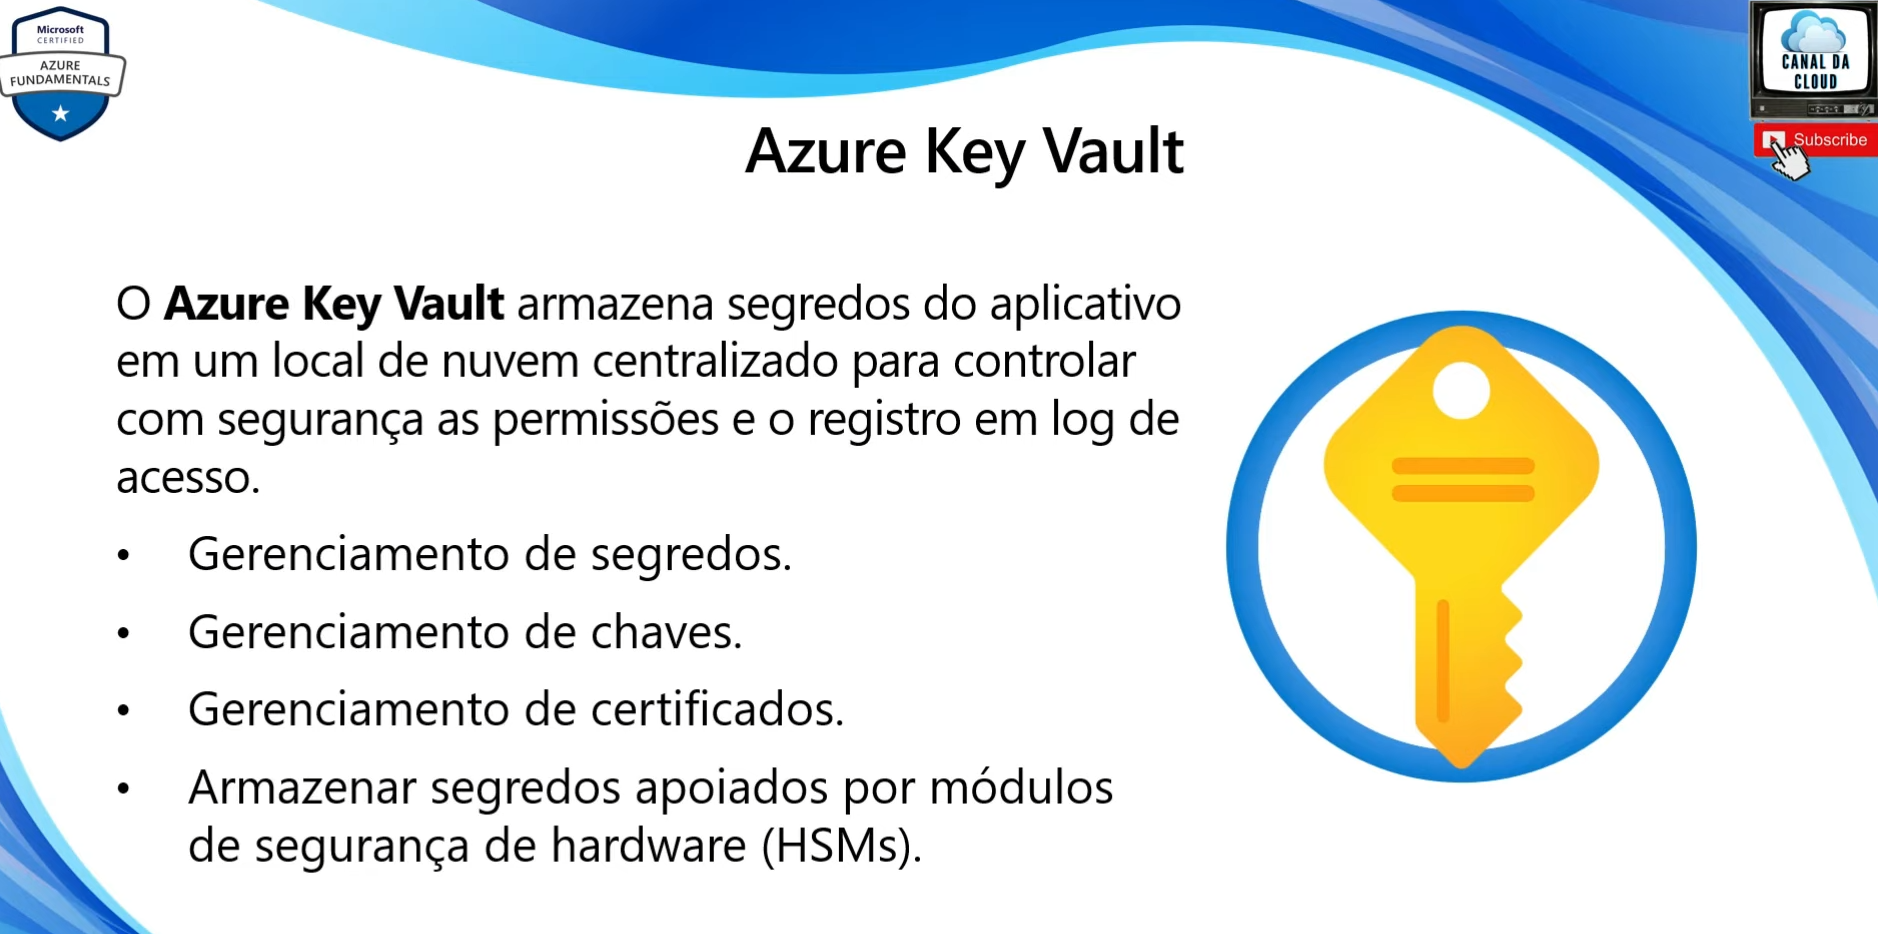 Microsoft
CERTIFIED
AZURE
FUNDAMENTALS
CANAL DA
CLOUD
Subscribe
Azure Key Vault
O Azure Key Vault armazena segredos do aplicativo
em um local de nuvem centralizado para controlar
com segurança as permissões e o registro em log de
acesso.
• Gerenciamento de segredos.
• Gerenciamento de chaves.
• Gerenciamento de certificados.
• Armazenar segredos apoiados por módulos
de segurança de hardware (HSMs).